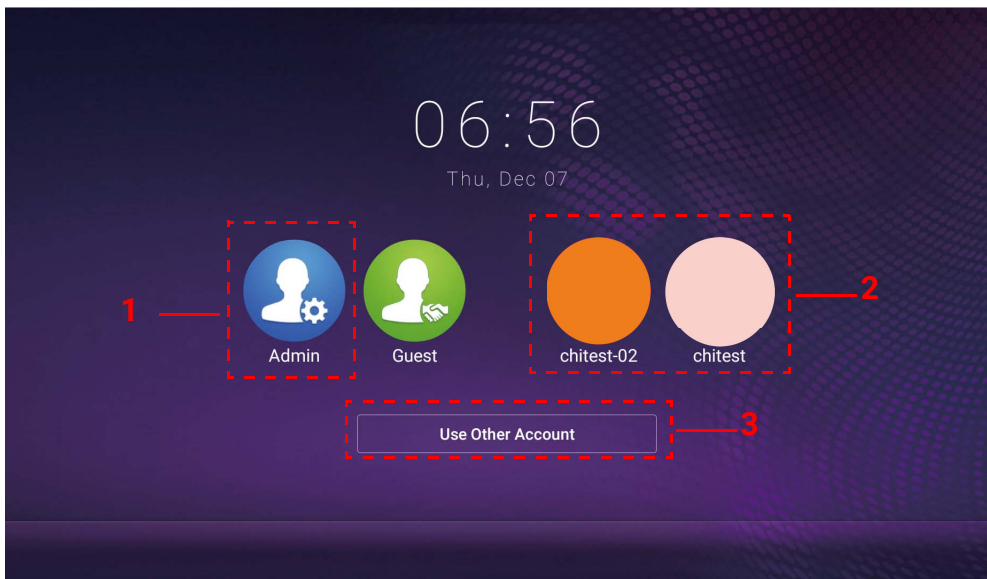 06:56
Thu, Dec 07
1
2
Admin
Guest
chitest-02
chitest
Use Other Account
3